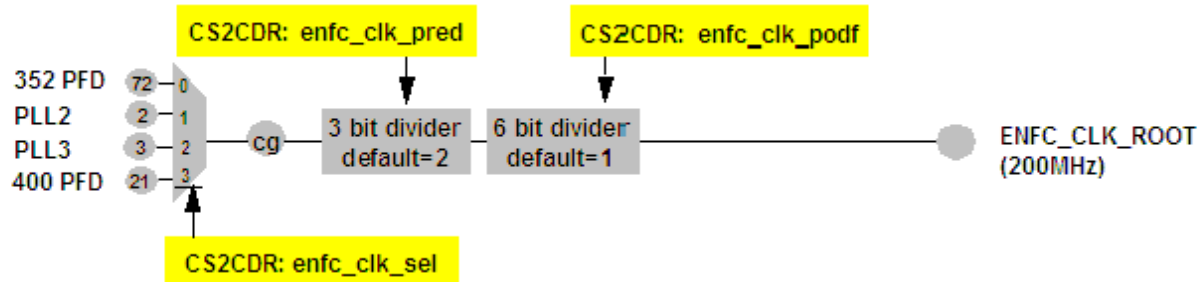 CS2CDR: enfc_clk_pred
CS2CDR: enfc_clk_podf
352 PFD 72 0
PLL2 2 1
PLL3 3 2
400 PFD 21 3
cg
3 bit divider
default=2
6 bit divider
default=1
ENFC_CLK_ROOT
(200MHz)
CS2CDR: enfc_clk_sel